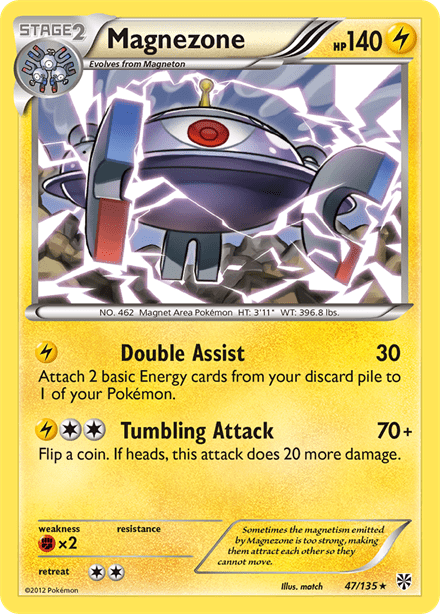 STAGE2
Magnezone
HP140
Evolves from Magneton
NO. 462 Magnet Area Pokémon HT: 3'11" WT: 396.8 lbs.
Double Assist 30
Attach 2 basic Energy cards from your discard pile to
1 of your Pokémon.
Tumbling Attack 70+
Flip a coin. If heads, this attack does 20 more damage.
weakness resistance
×2
retreat
Sometimes the magnetism emitted
by Magnezone is too strong, making
them attract each other so they
cannot move.
©2012 Pokémon
Illus. match 47/135★